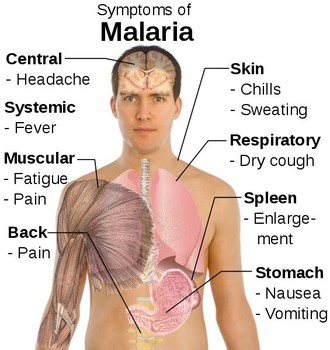 Symptoms of
Malaria
Central
- Headache
Systemic
- Fever
Muscular
- Fatigue
- Pain
Back
- Pain
Skin
- Chills
- Sweating
Respiratory
- Dry cough
Spleen
- Enlarge-
ment
Stomach
- Nausea
- Vomiting